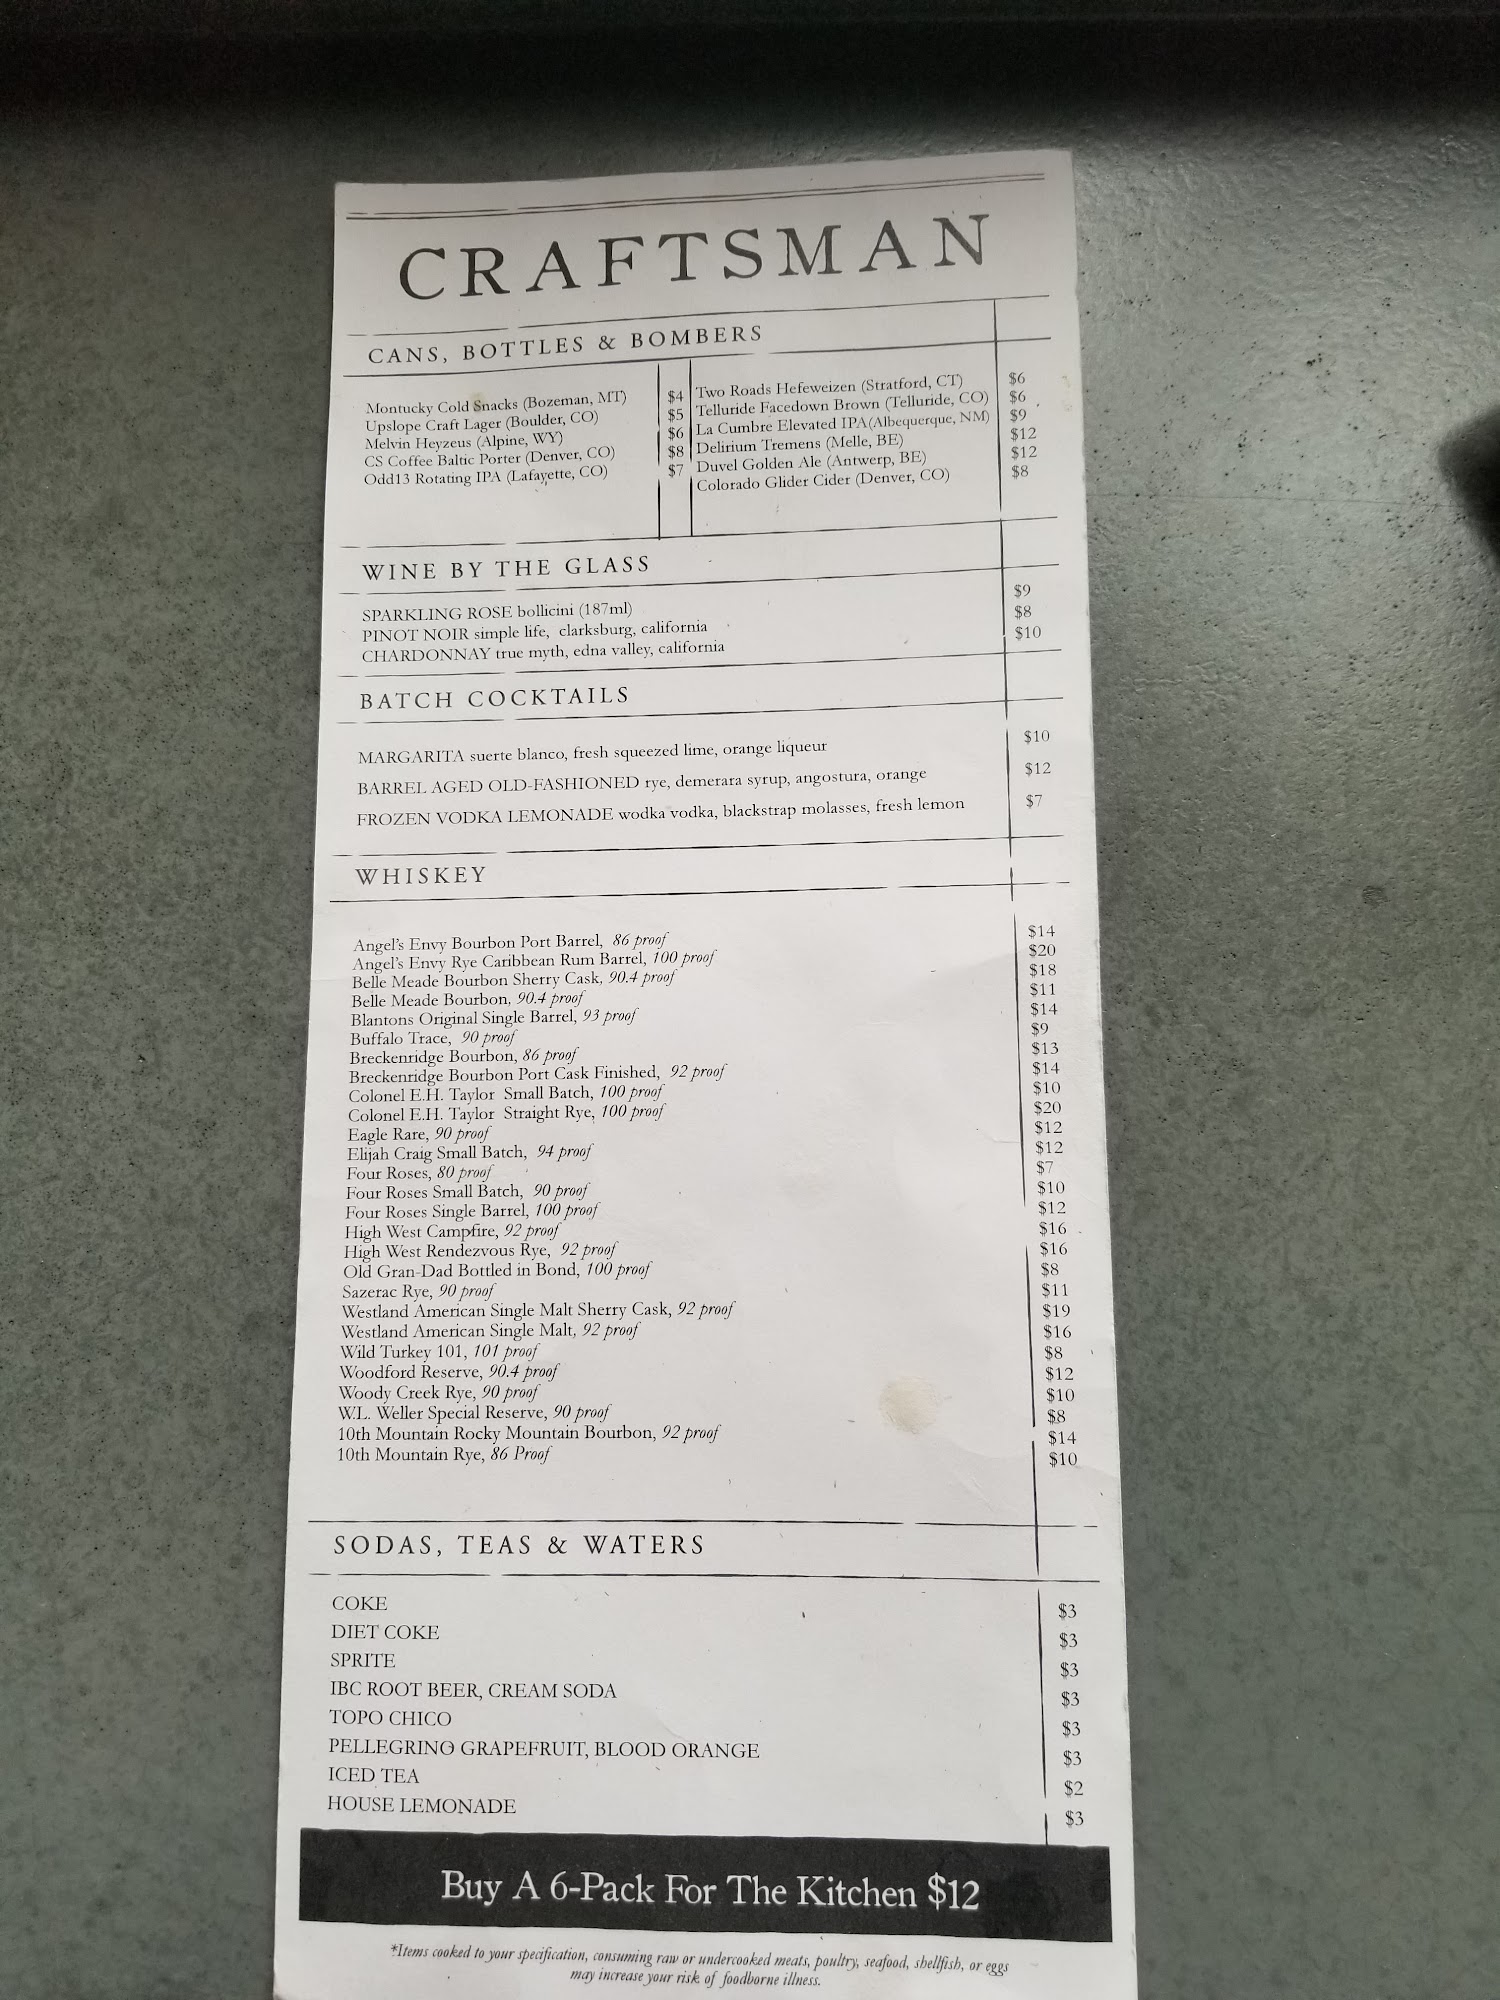 CRAFTSMAN
CANS, BOTTLES & BOMBERS
Montucky Cold Snacks (Bozeman, MT) $4
Upslope Craft Lager (Boulder, CO) $5
Melvin Heyzeus (Alpine, WY) $6
CS Coffee Baltic Porter (Denver, CO) $8
Odd13 Rotating IPA (Lafayette, CO) $7
Two Roads Hefeweizen (Stratford, CT) $6
Telluride Facedown Brown (Telluride, CO) $6
La Cumbre Elevated IPA(Albequerque, NM) $9
Delirium Tremens (Melle, BE) $12
Duvel Golden Ale (Antwerp, BE) $12
Colorado Glider Cider (Denver, CO) $8
WINE BY THE GLASS
SPARKLING ROSE bollicini (187ml) $9
PINOT NOIR simple life, clarksburg, california $8
CHARDONNAY true myth, edna valley, california $10
BATCH COCKTAILS
MARGARITA suerte blanco, fresh squeezed lime, orange liqueur $10
BARREL AGED OLD-FASHIONED rye, demerara syrup, angostura, orange $12
FROZEN VODKA LEMONADE wodka vodka, blackstrap molasses, fresh lemon $7
WHISKEY
Angel's Envy Bourbon Port Barrel, 86 proof $14
Angel's Envy Rye Caribbean Rum Barrel, 100 proof $20
Belle Meade Bourbon Sherry Cask, 90.4 proof $18
Belle Meade Bourbon, 90.4 proof $11
Blantons Original Single Barrel, 93 proof $14
Buffalo Trace, 90 proof $9
Breckenridge Bourbon, 86 proof $13
Breckenridge Bourbon Port Cask Finished, 92 proof $14
Colonel E.H. Taylor Small Batch, 100 proof $10
Colonel E.H. Taylor Straight Rye, 100 proof $20
Eagle Rare, 90 proof $12
Elijah Craig Small Batch, 94 proof $12
Four Roses, 80 proof $7
Four Roses Small Batch, 90 proof $10
Four Roses Single Barrel, 100 proof $12
High West Campfire, 92 proof $16
High West Rendezvous Rye, 92 proof $16
Old Gran-Dad Bottled in Bond, 100 proof $8
Sazerac Rye, 90 proof $11
Westland American Single Malt Sherry Cask, 92 proof $19
Westland American Single Malt, 92 proof $16
Wild Turkey 101, 101 proof $8
Woodford Reserve, 90.4 proof $12
Woody Creek Rye, 90 proof $10
W.L. Weller Special Reserve, 90 proof $8
10th Mountain Rocky Mountain Bourbon, 92 proof $14
10th Mountain Rye, 86 Proof $10
SODAS, TEAS & WATERS
COKE $3
DIET COKE $3
SPRITE $3
IBC ROOT BEER, CREAM SODA $3
TOPO CHICO $3
PELLEGRINO GRAPEFRUIT, BLOOD ORANGE $3
ICED TEA $2
HOUSE LEMONADE $3
Buy A 6-Pack For The Kitchen $12
*Items cooked to your specification, consuming raw or undercooked meats, poultry, seafood, shellfish, or eggs
may increase your risk of foodborne illness.